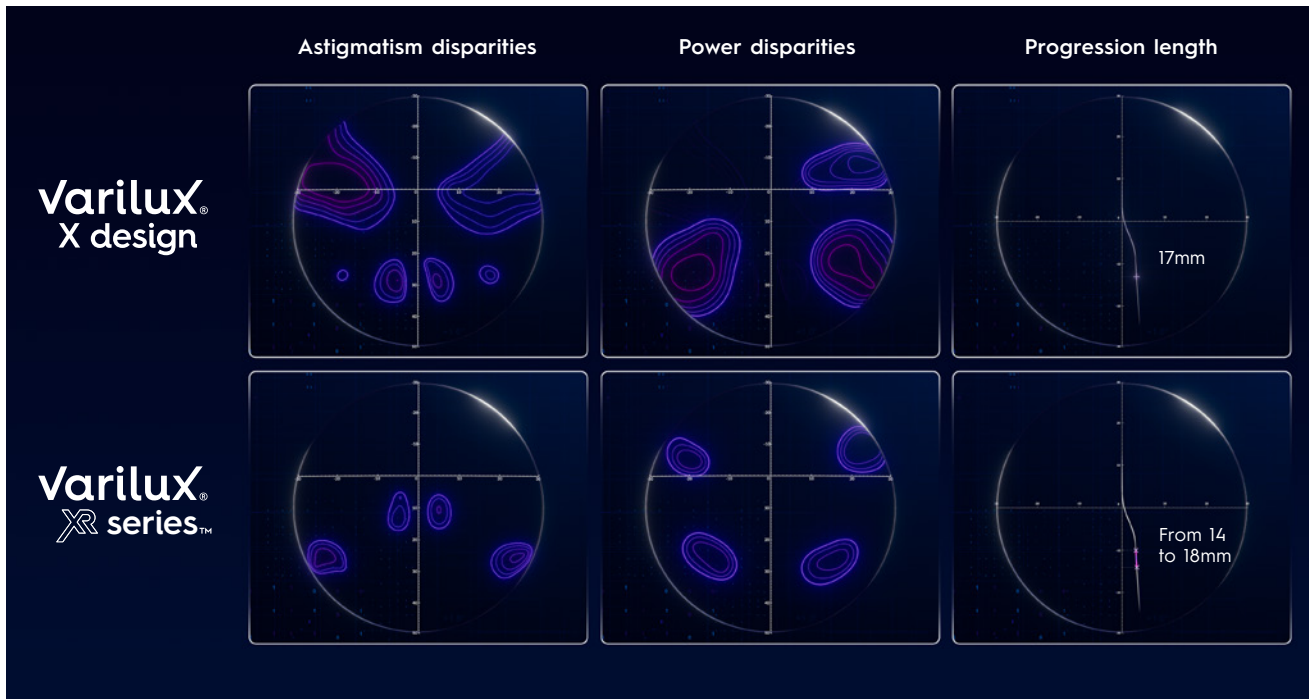 Astigmatism disparities
Power disparities
Progression length
varilux®
X design
17mm
varilux®
XR series™
From 14
to 18mm